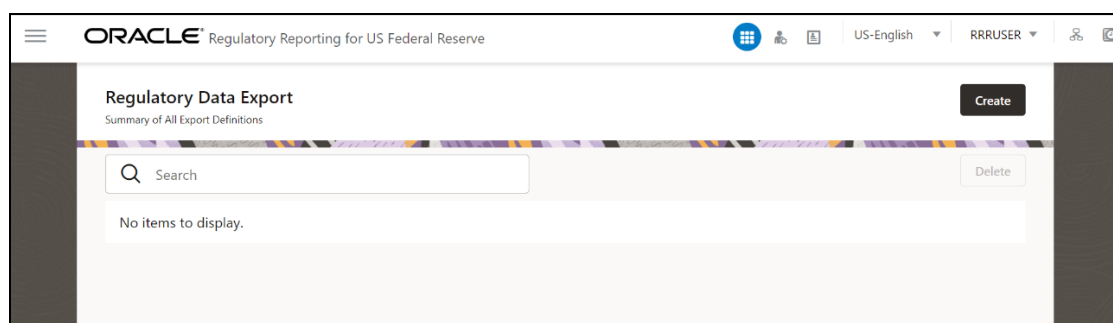 ORACLE® Regulatory Reporting for US Federal Reserve
US-English
RRRUSER
Regulatory Data Export
Create
Summary of All Export Definitions
Search
Delete
No items to display.